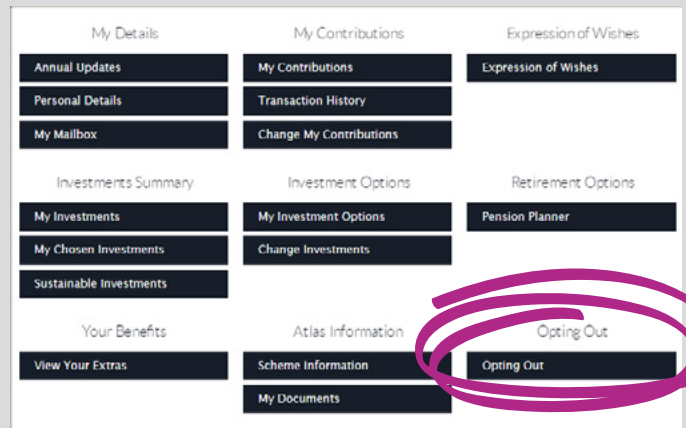 My Details
Annual Updates
Personal Details
My Mailbox
My Contributions
My Contributions
Transaction History
Change My Contributions
Expression of Wishes
Expression of Wishes
Investments Summary
My Investments
My Chosen Investments
Sustainable Investments
Investment Options
My Investment Options
Change Investments
Retirement Options
Pension Planner
Your Benefits
View Your Extras
Atlas Information
Scheme Information
My Documents
Opting Out
Opting Out